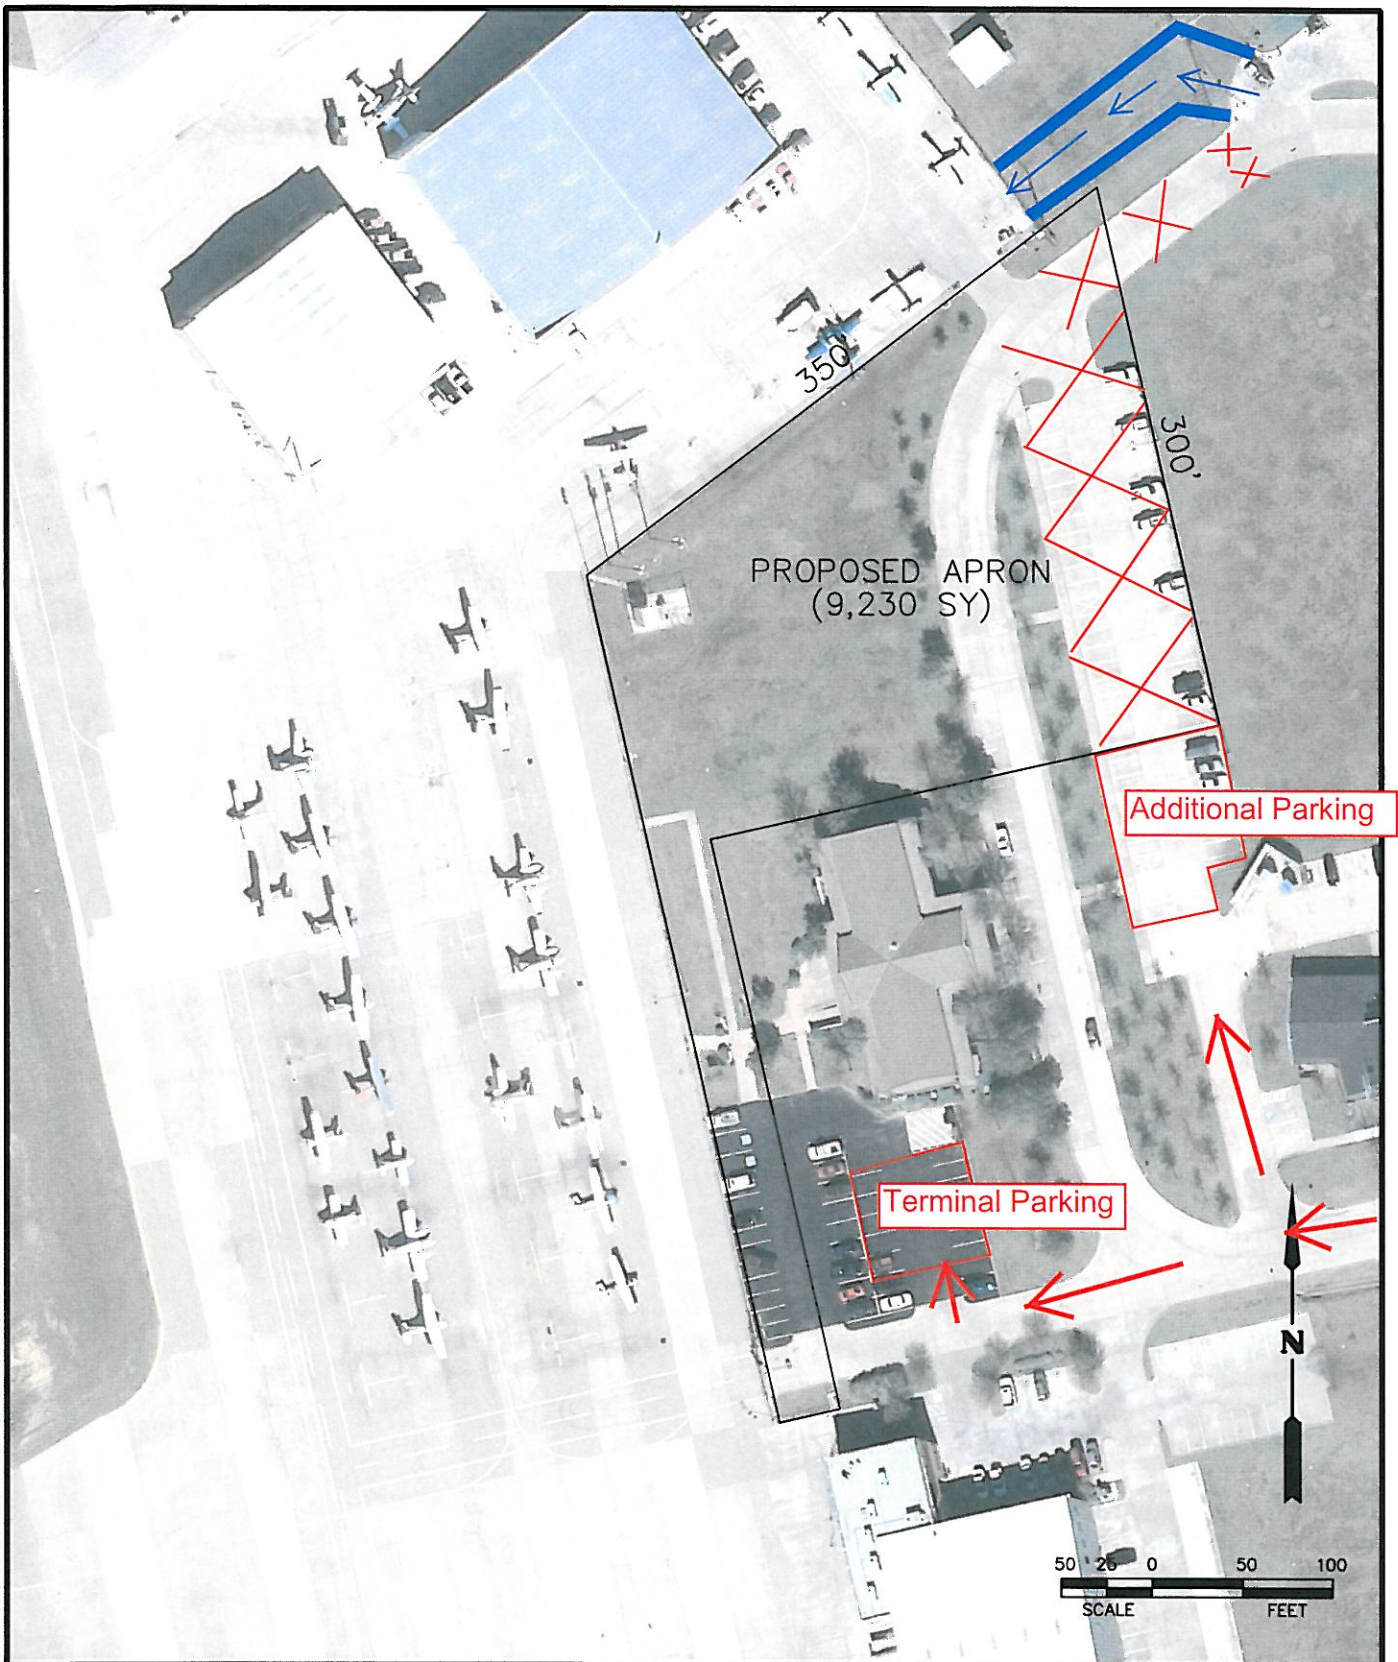 350'
300'
PROPOSED APRON
(9,230 SY)
Additional Parking
Terminal Parking
N
50 25 0 50 100
SCALE FEET